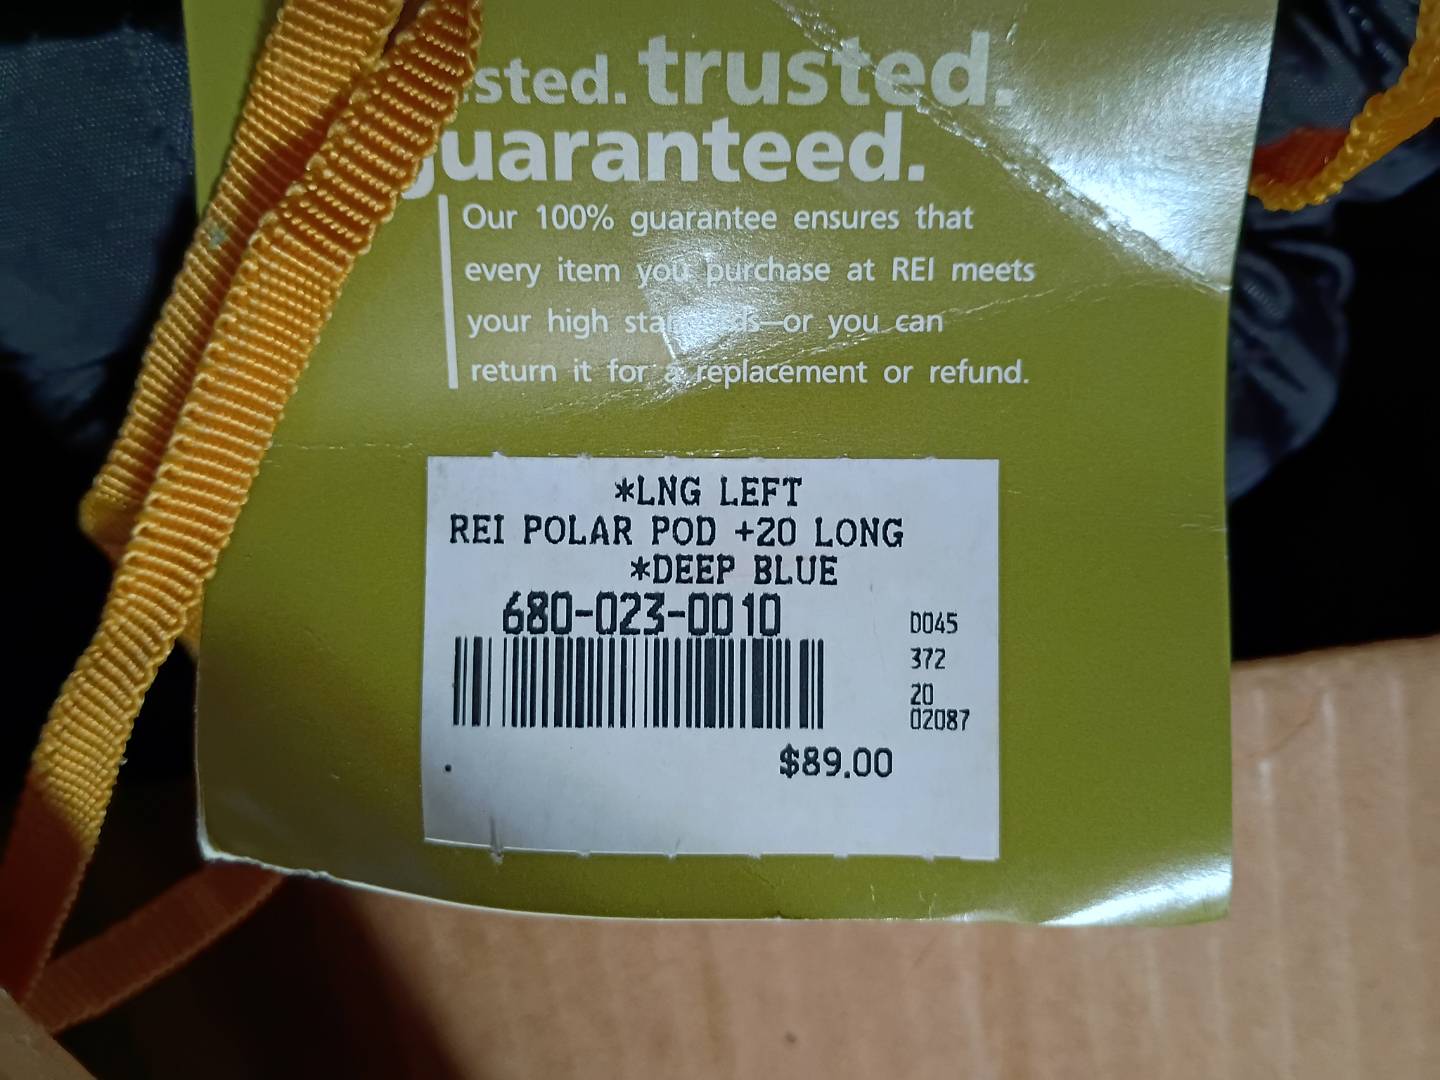 sted. trusted.
guaranteed.
Our 100% guarantee ensures that
every item you purchase at REI meets
your high standards—or you can
return it for a replacement or refund.
*LNG LEFT
REI POLAR POD +20 LONG
*DEEP BLUE
680-023-0010
D045
372
20
02087
$89.00